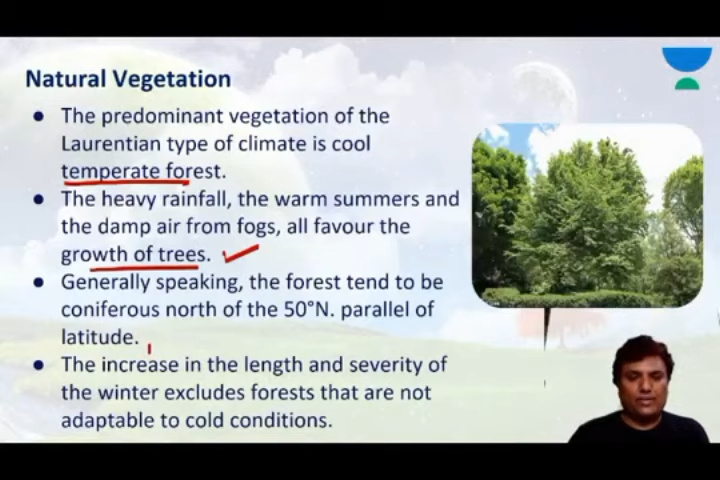 Natural Vegetation
● The predominant vegetation of the
Laurentian type of climate is cool
temperate forest.
● The heavy rainfall, the warm summers and
the damp air from fogs, all favour the
growth of trees.
● Generally speaking, the forest tend to be
coniferous north of the 50°N. parallel of
latitude.
● The increase in the length and severity of
the winter excludes forests that are not
adaptable to cold conditions.